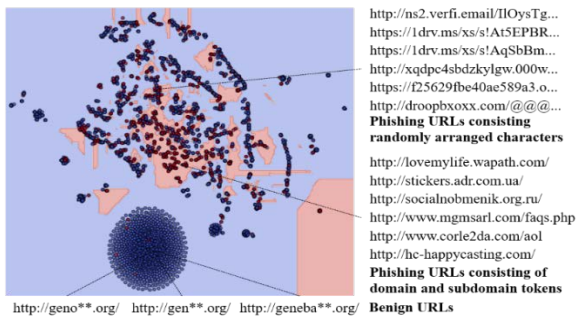 http://ns2.verfi.email/IlOysTg...
https://1drv.ms/xs/s!At5EPBR...
https://1drv.ms/xs/s!AqSbBm...
http://xqdpc4sbdzkylgw.000w...
https://f25629fbe40ae589a3.o...
http://droopbxoxx.com/@@@...
Phishing URLs consisting
randomly arranged characters
http://lovemylife.wapath.com/
http://stickers.adr.com.ua/
http://socialnobmenik.org.ru/
http://www.mgmsarl.com/faqs.php
http://www.corle2da.com/aol
http://hc-happycasting.com/
Phishing URLs consisting of
domain and subdomain tokens
http://geno**.org/ http://gen**.org/ http://geneba**.org/ Benign URLs